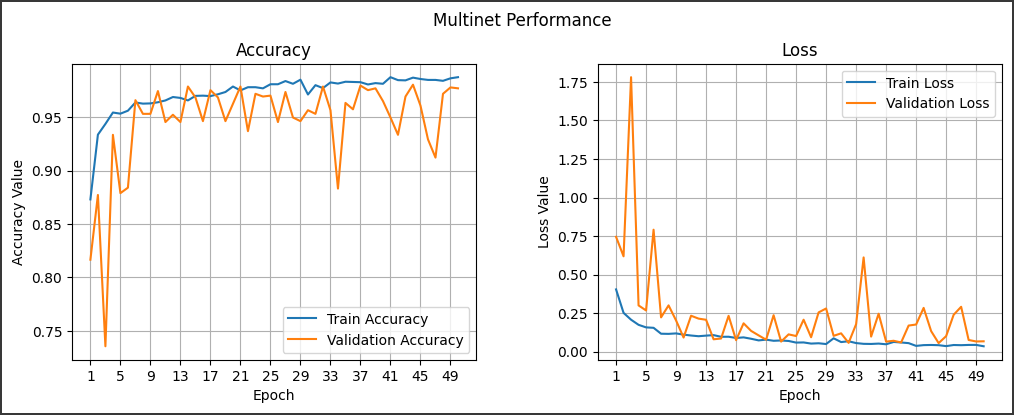 Multinet Performance
Accuracy
Accuracy Value
0.95
0.90
0.85
0.80
0.75
Train Accuracy
Validation Accuracy
1 5 9 13 17 21 25 29 33 37 41 45 49
Epoch
Loss
Loss Value
1.75
1.50
1.25
1.00
0.75
0.50
0.25
0.00
Train Loss
Validation Loss
1 5 9 13 17 21 25 29 33 37 41 45 49
Epoch